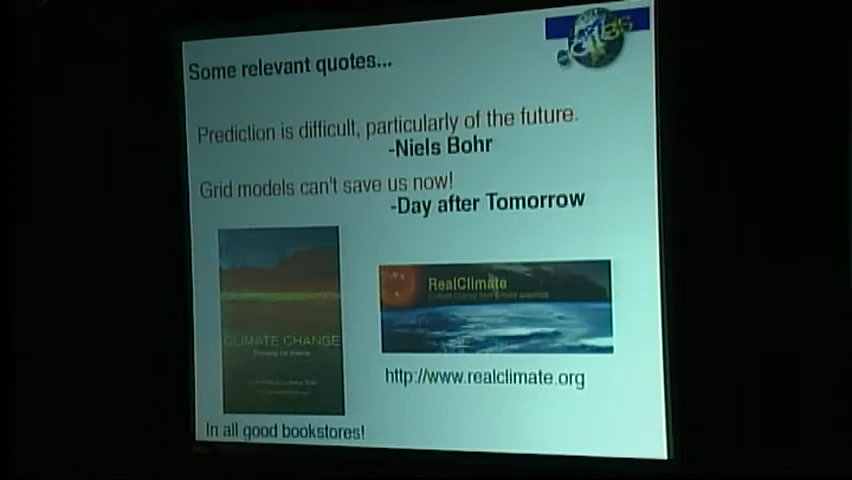 Some relevant quotes...
Prediction is difficult, particularly of the future.
-Niels Bohr
Grid models can't save us now!
-Day after Tomorrow
RealClimate
CLIMATE CHANGE
http://www.realclimate.org
In all good bookstores!